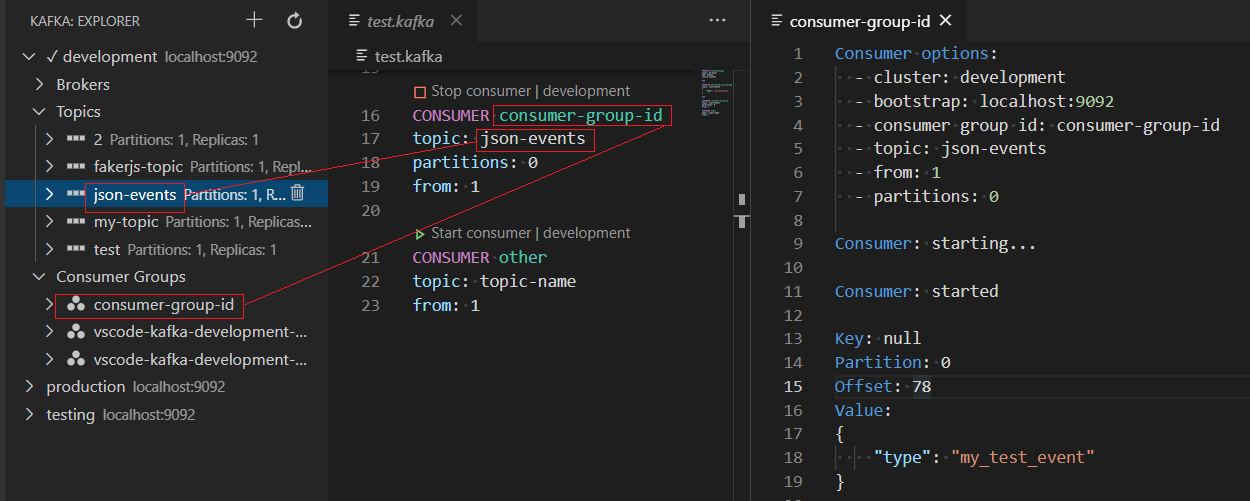 KAFKA: EXPLORER
development localhost:9092
Brokers
Topics
2 Partitions: 1, Replicas: 1
fakerjs-topic Partitions: 1, Repl...
json-events Partitions: 1, R...
my-topic Partitions: 1, Replicas...
test Partitions: 1, Replicas: 1
Consumer Groups
consumer-group-id
vscode-kafka-development-...
vscode-kafka-development-...
production localhost:9092
testing localhost:9092
test.kafka
test.kafka
Stop consumer | development
16 CONSUMER consumer-group-id
17 topic: json-events
18 partitions: 0
19 from: 1
20
Start consumer | development
21 CONSUMER other
22 topic: topic-name
23 from: 1
consumer-group-id
1 Consumer options:
2 - cluster: development
3 - bootstrap: localhost:9092
4 - consumer group id: consumer-group-id
5 - topic: json-events
6 - from: 1
7 - partitions: 0
8
9 Consumer: starting...
10
11 Consumer: started
12
13 Key: null
14 Partition: 0
15 Offset: 78
16 Value:
17 {
18 "type": "my_test_event"
19 }